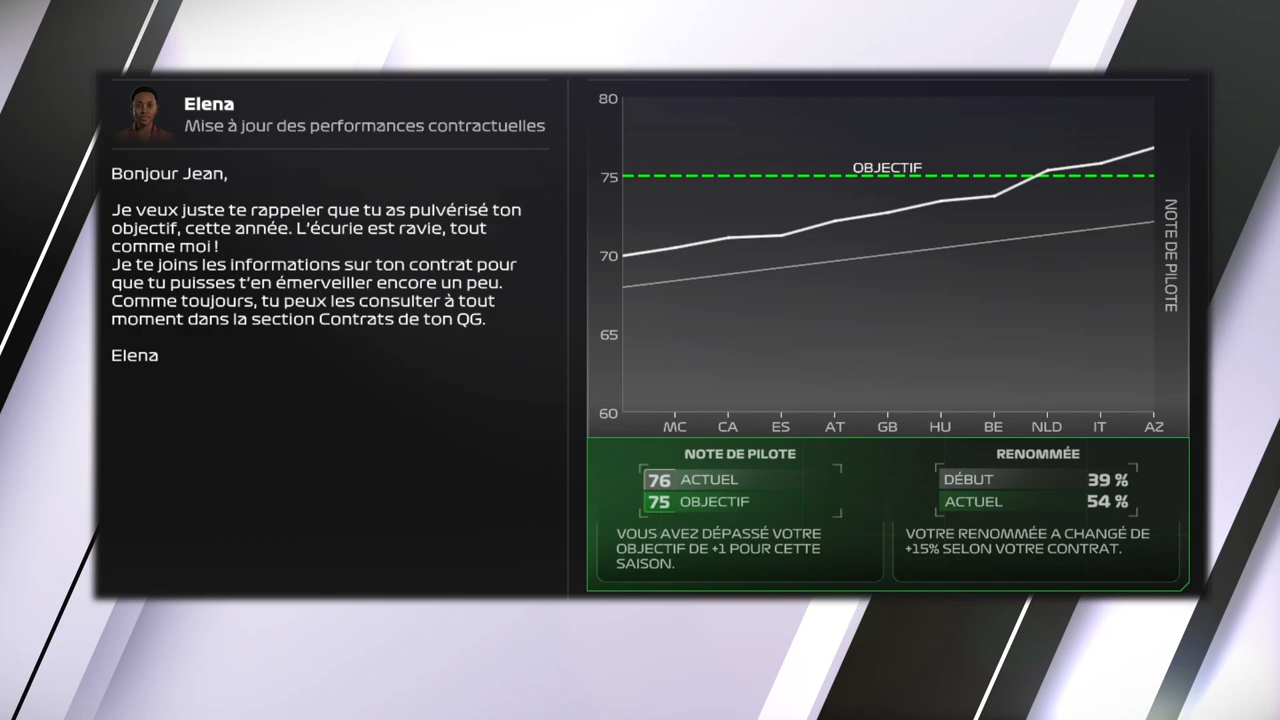 Elena
Mise à jour des performances contractuelles
Bonjour Jean,
Je veux juste te rappeler que tu as pulvérisé ton
objectif, cette année. L'écurie est ravie, tout
comme moi !
Je te joins les informations sur ton contrat pour
que tu puisses t'en émerveiller encore un peu.
Comme toujours, tu peux les consulter à tout
moment dans la section Contrats de ton QG.
Elena
80
75
70
65
60
OBJECTIF
NOTE DE PILOTE
MC CA ES AT GB HU BE NLD IT AZ
NOTE DE PILOTE
76 ACTUEL
75 OBJECTIF
VOUS AVEZ DÉPASSÉ VOTRE
OBJECTIF DE +1 POUR CETTE
SAISON.
RENOMMÉE
DÉBUT 39 %
ACTUEL 54 %
VOTRE RENOMMÉE A CHANGÉ DE
+15% SELON VOTRE CONTRAT.